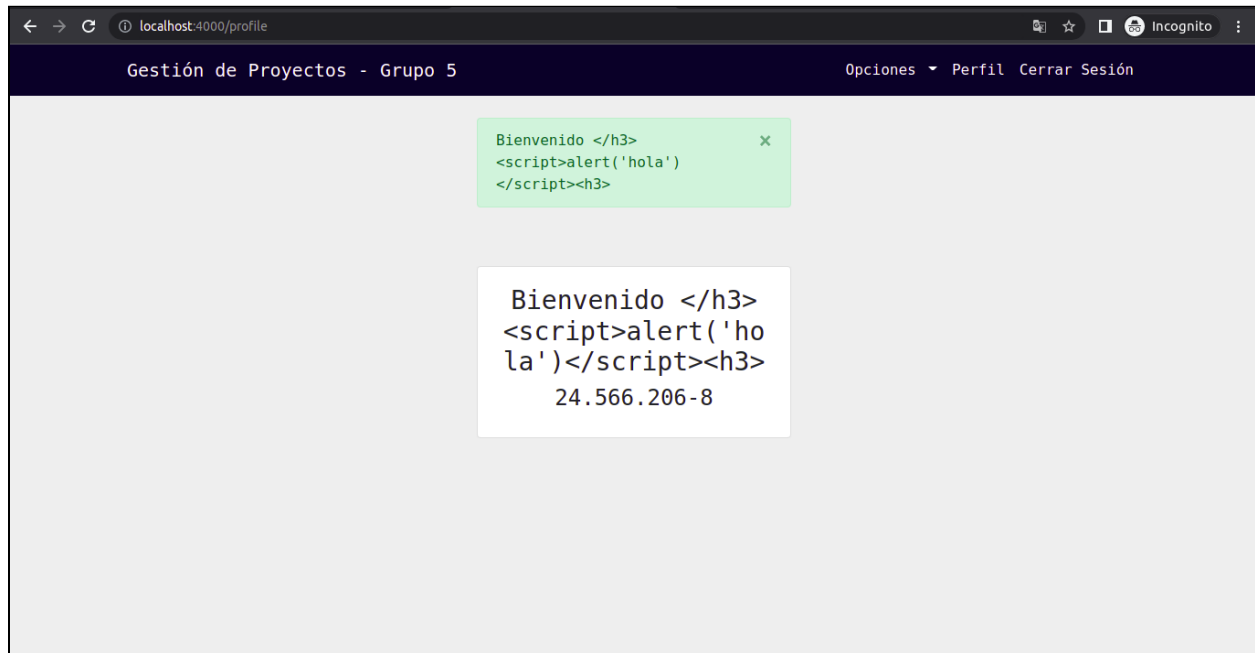 localhost:4000/profile
Incognito
Gestión de Proyectos - Grupo 5
Opciones Perfil Cerrar Sesión
Bienvenido </h3>
<script>alert('hola')
</script><h3>
×
Bienvenido </h3>
<script>alert('ho
la')</script><h3>
24.566.206-8